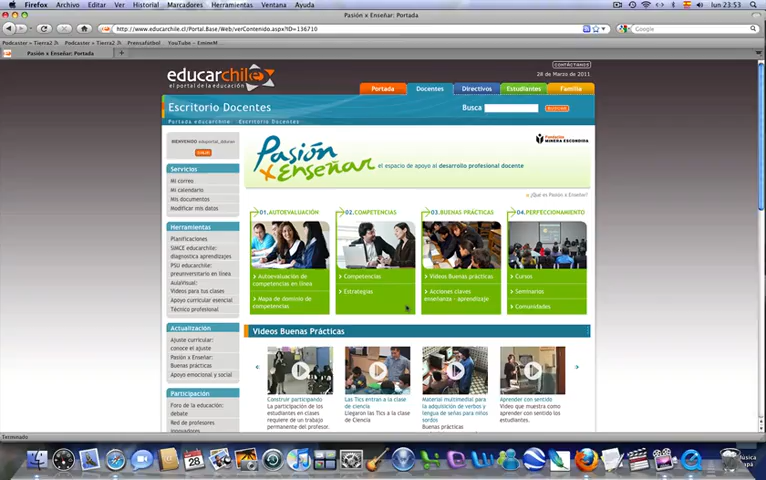 Firefox Archivo Editar Ver Historial Marcadores Herramientas Ventana Ayuda
lun 23:53
Pasión x Enseñar: Portada
http://www.educarchile.cl/Portal.Base/Web/verContenido.aspx?ID=136710
Google
Podcaster » Tierra2 Podcaster » Tierra2 Prensafutbol
Pasión x Enseñar: Portada
CONTÁCTANOS
educarchile
el portal de la educación
28 de Marzo de 2011
Portada Docentes Directivos Estudiantes Familia
Escritorio Docentes
Busca
BUSCAR
Portada educarchile Escritorio Docentes
BIENVENIDO
Pasión x Enseñar
el espacio de apoyo al desarrollo profesional docente
Fundación
MINERA ESCONDIDA
¿Qué es Pasión x Enseñar?
Servicios
Mi correo
Mi calendario
Mis documentos
Modificar mis datos
Herramientas
Planificaciones
SIMCE educarchile:
diagnostica aprendizajes
PSU educarchile:
preuniversitario en línea
AulaVisual:
Videos para tus clases
Apoyo curricular esencial
Técnico profesional
Actualización
Ajuste curricular:
conoce el ajuste
Pasión x Enseñar:
Buenas prácticas
Apoyo emocional y social
Participación
Foro de la educación:
debate
Red de profesores
01.AUTOEVALUACIÓN
Autoevaluación de
competencias en línea
Mapa de dominio de
competencias
02.COMPETENCIAS
Competencias
Estrategias
03.BUENAS PRÁCTICAS
Videos Buenas prácticas
Acciones claves
enseñanza - aprendizaje
04.PERFECCIONAMIENTO
Cursos
Seminarios
Comunidades
Videos Buenas Prácticas
Construir participando
La participación de los
estudiantes en clases
requiere de un trabajo
permanente del profesor.
Las Tics entran a la clase
de ciencia
Llegaron las Tics a la clase
de Ciencia
Material multimedial para
la adquisición de verbos y
lengua de señas para niños
sordos
Buenas prácticas
Aprender con sentido
Video que muestra como
aprender con sentido los
estudiantes.
Terminado